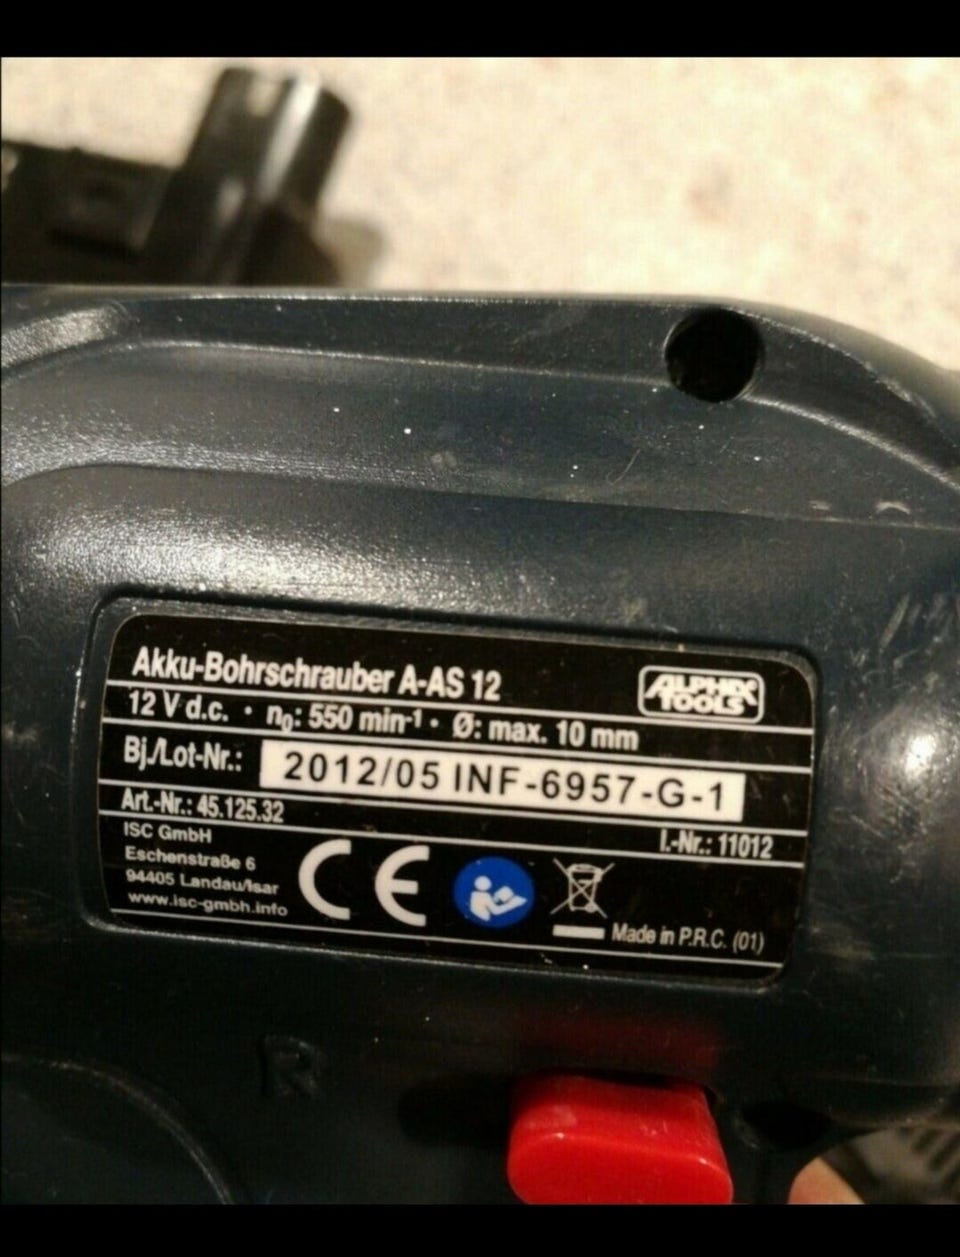 Akku-Bohrschrauber A-AS 12
ALPHA TOOLS
12 V d.c. • n₀: 550 min⁻¹ • Ø: max. 10 mm
Bj./Lot-Nr.: 2012/05 INF-6957-G-1
Art.-Nr.: 45.125.32
I.-Nr.: 11012
ISC GmbH
Eschenstraße 6
94405 Landau/Isar
www.isc-gmbh.info
CE
Made in P.R.C. (01)
R